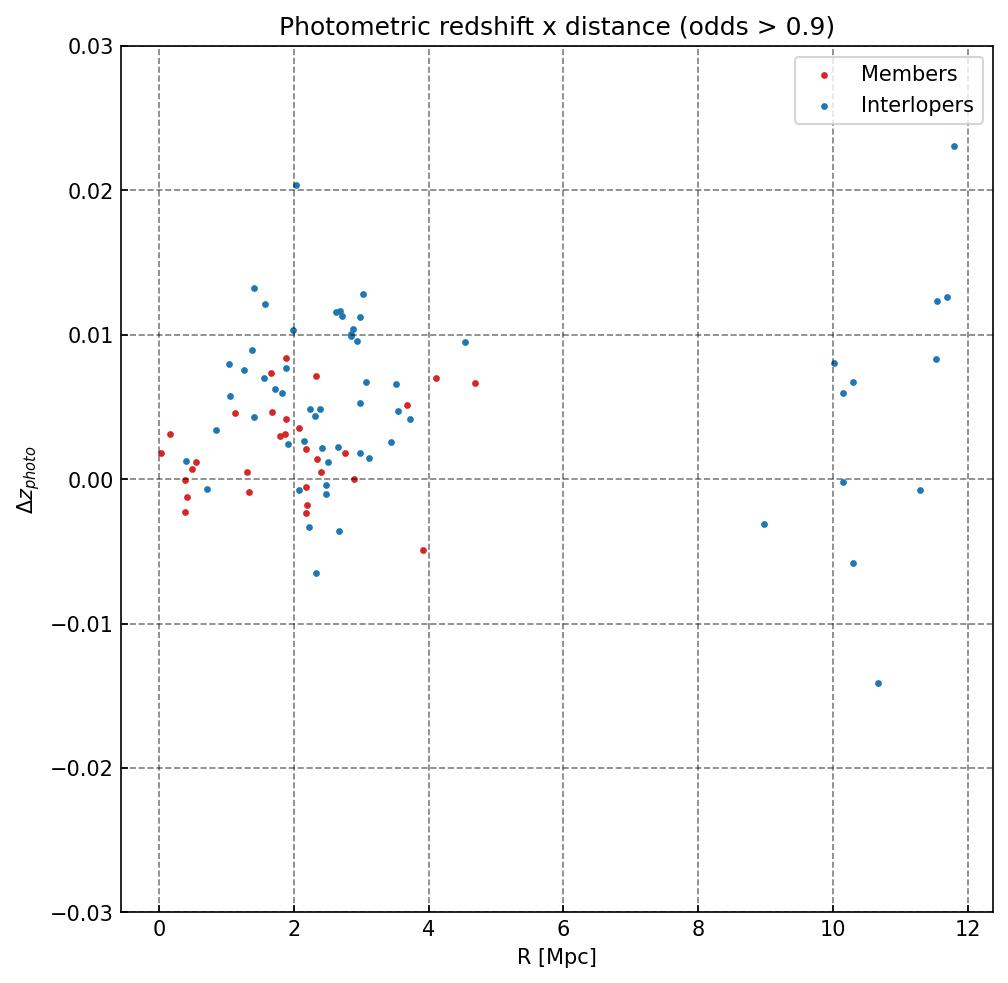 Photometric redshift x distance (odds > 0.9)
Members
Interlopers
0.03
0.02
0.01
0.00
−0.01
−0.02
−0.03
Δz_photo
0 2 4 6 8 10 12
R [Mpc]